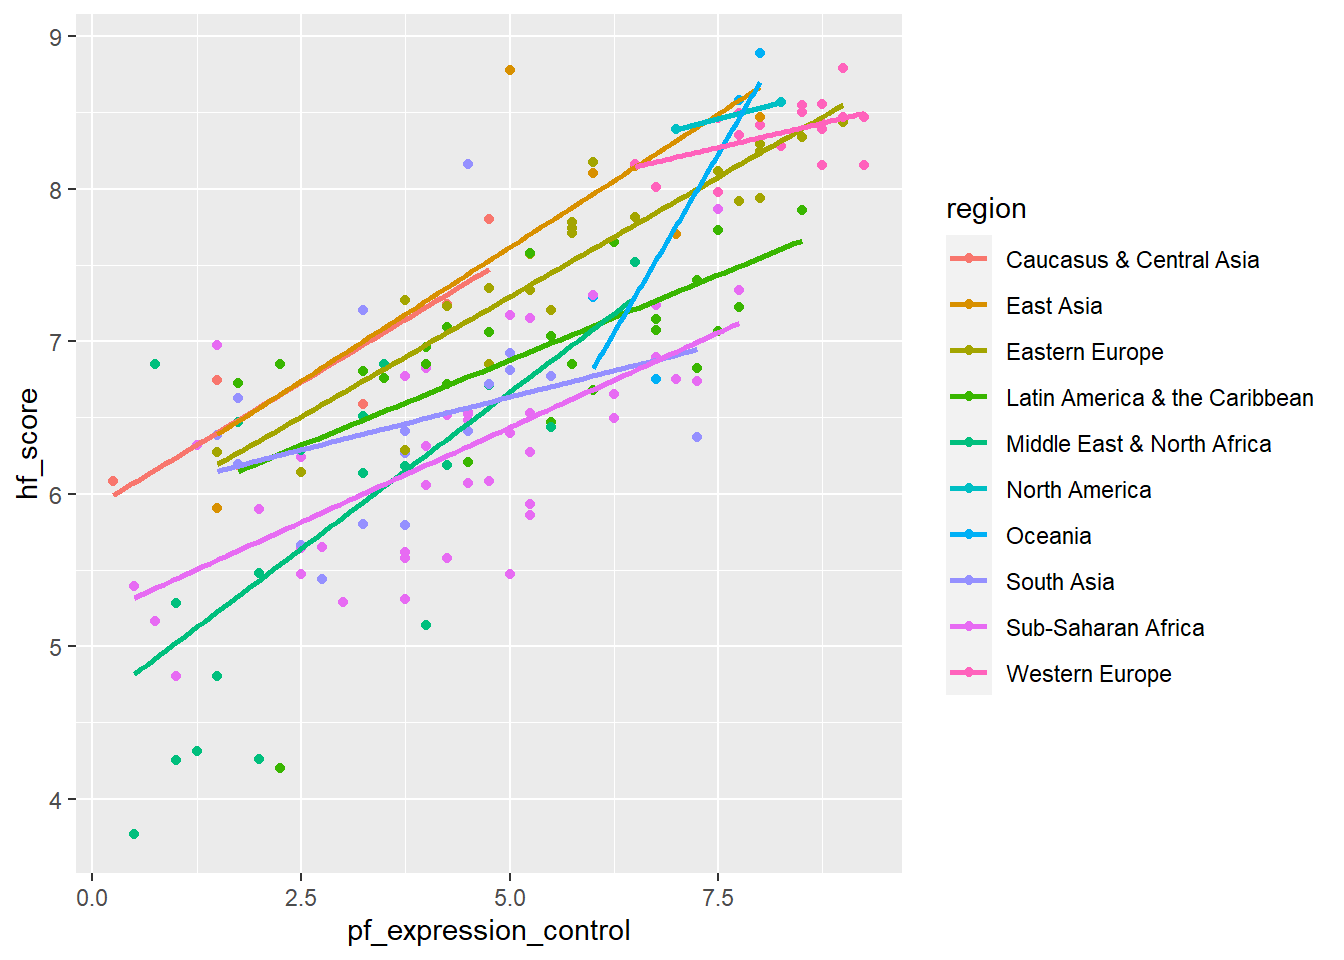 9
8
7
6
5
4
hf_score
0.0 2.5 5.0 7.5
pf_expression_control
region
Caucasus & Central Asia
East Asia
Eastern Europe
Latin America & the Caribbean
Middle East & North Africa
North America
Oceania
South Asia
Sub-Saharan Africa
Western Europe